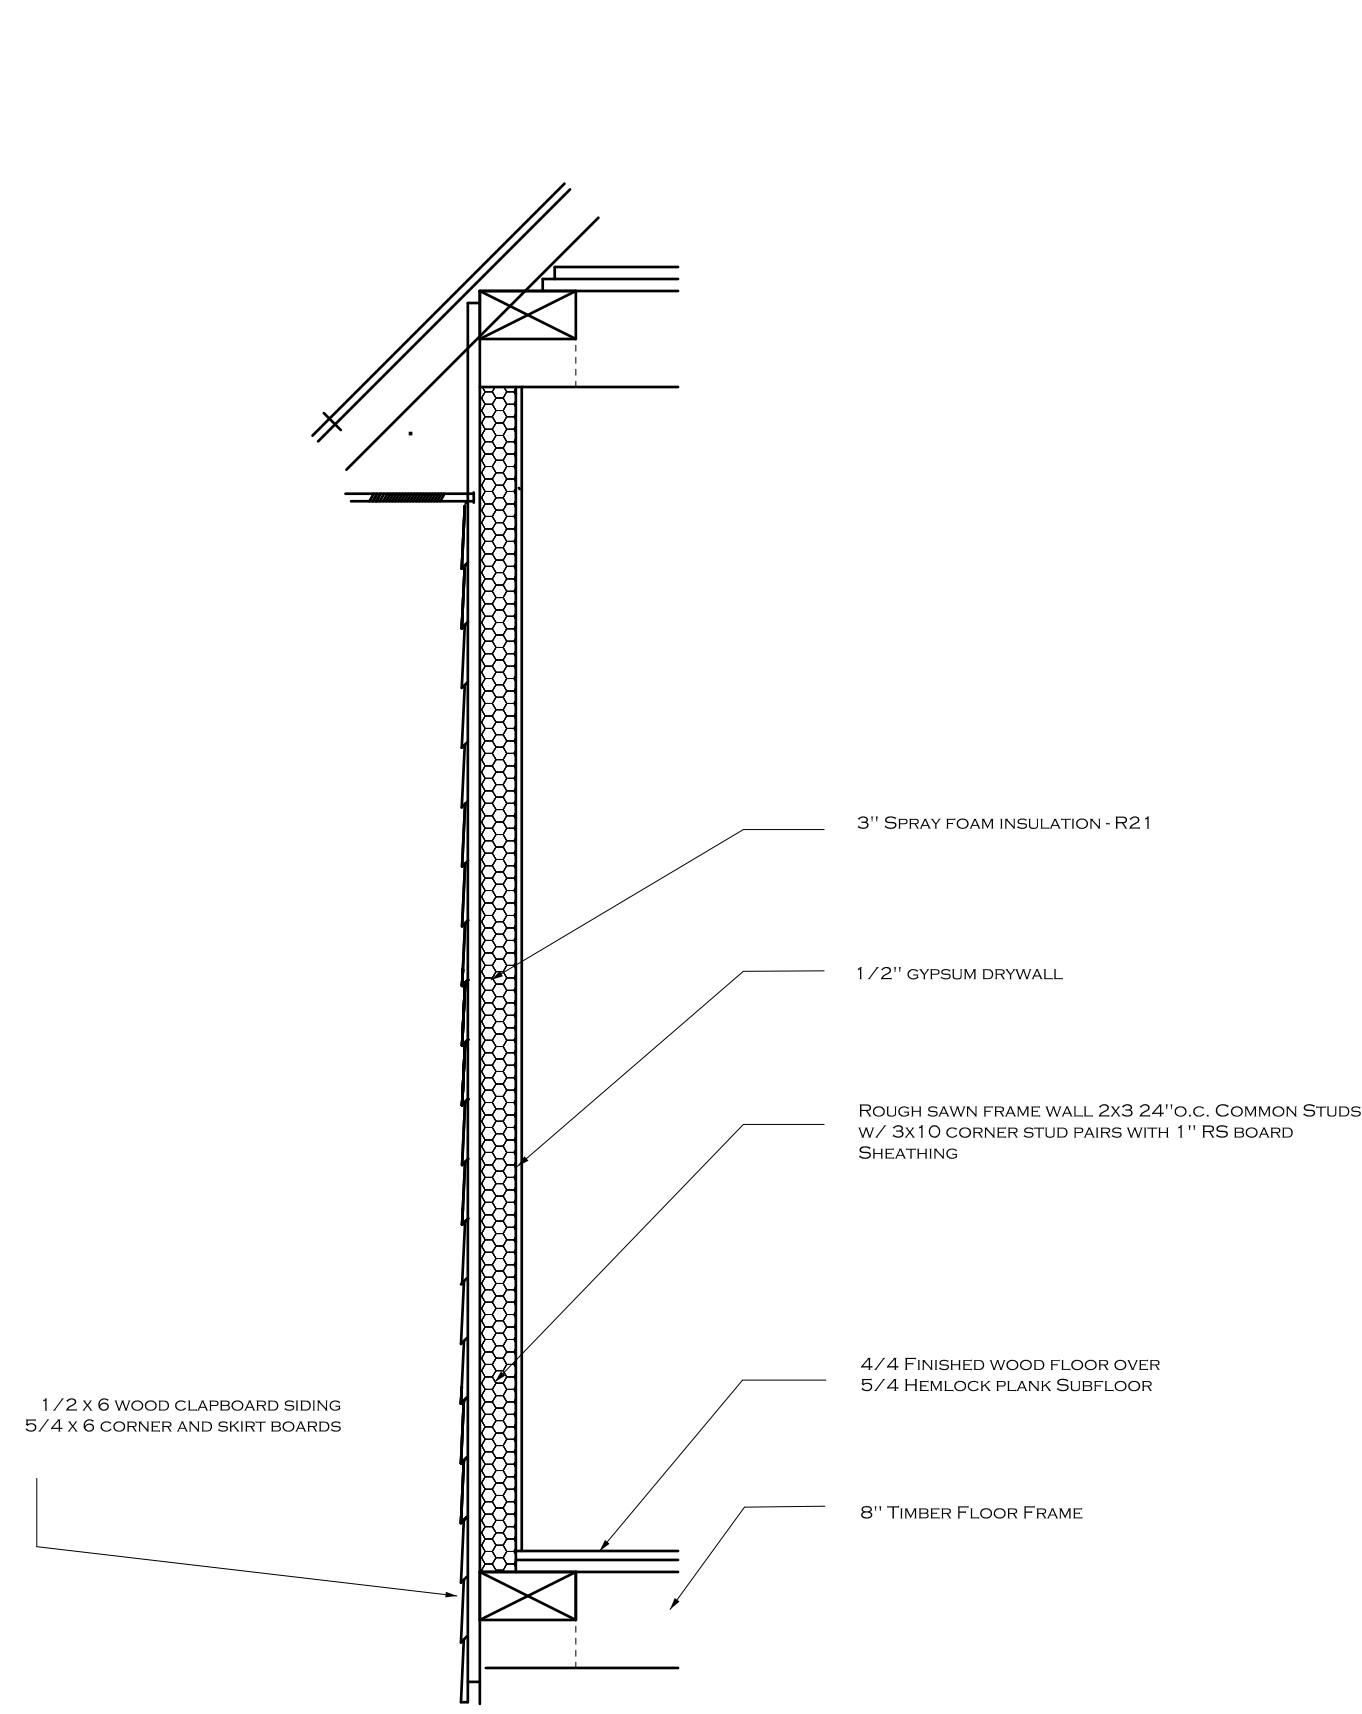 3" Spray foam insulation - R21
1/2" gypsum drywall
Rough sawn frame wall 2x3 24"o.c. Common Studs
w/ 3x10 corner stud pairs with 1" RS board
Sheathing
4/4 Finished wood floor over
5/4 Hemlock plank Subfloor
1/2 x 6 wood clapboard siding
5/4 x 6 corner and skirt boards
8" Timber Floor Frame